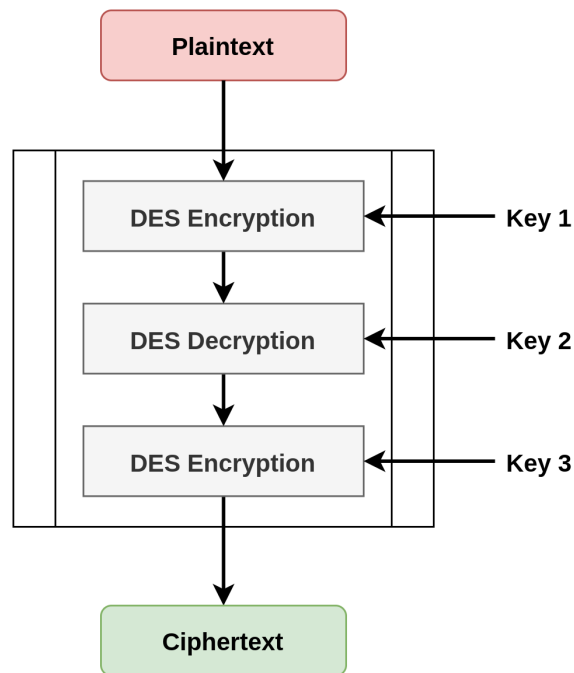 Plaintext
DES Encryption
Key 1
DES Decryption
Key 2
DES Encryption
Key 3
Ciphertext